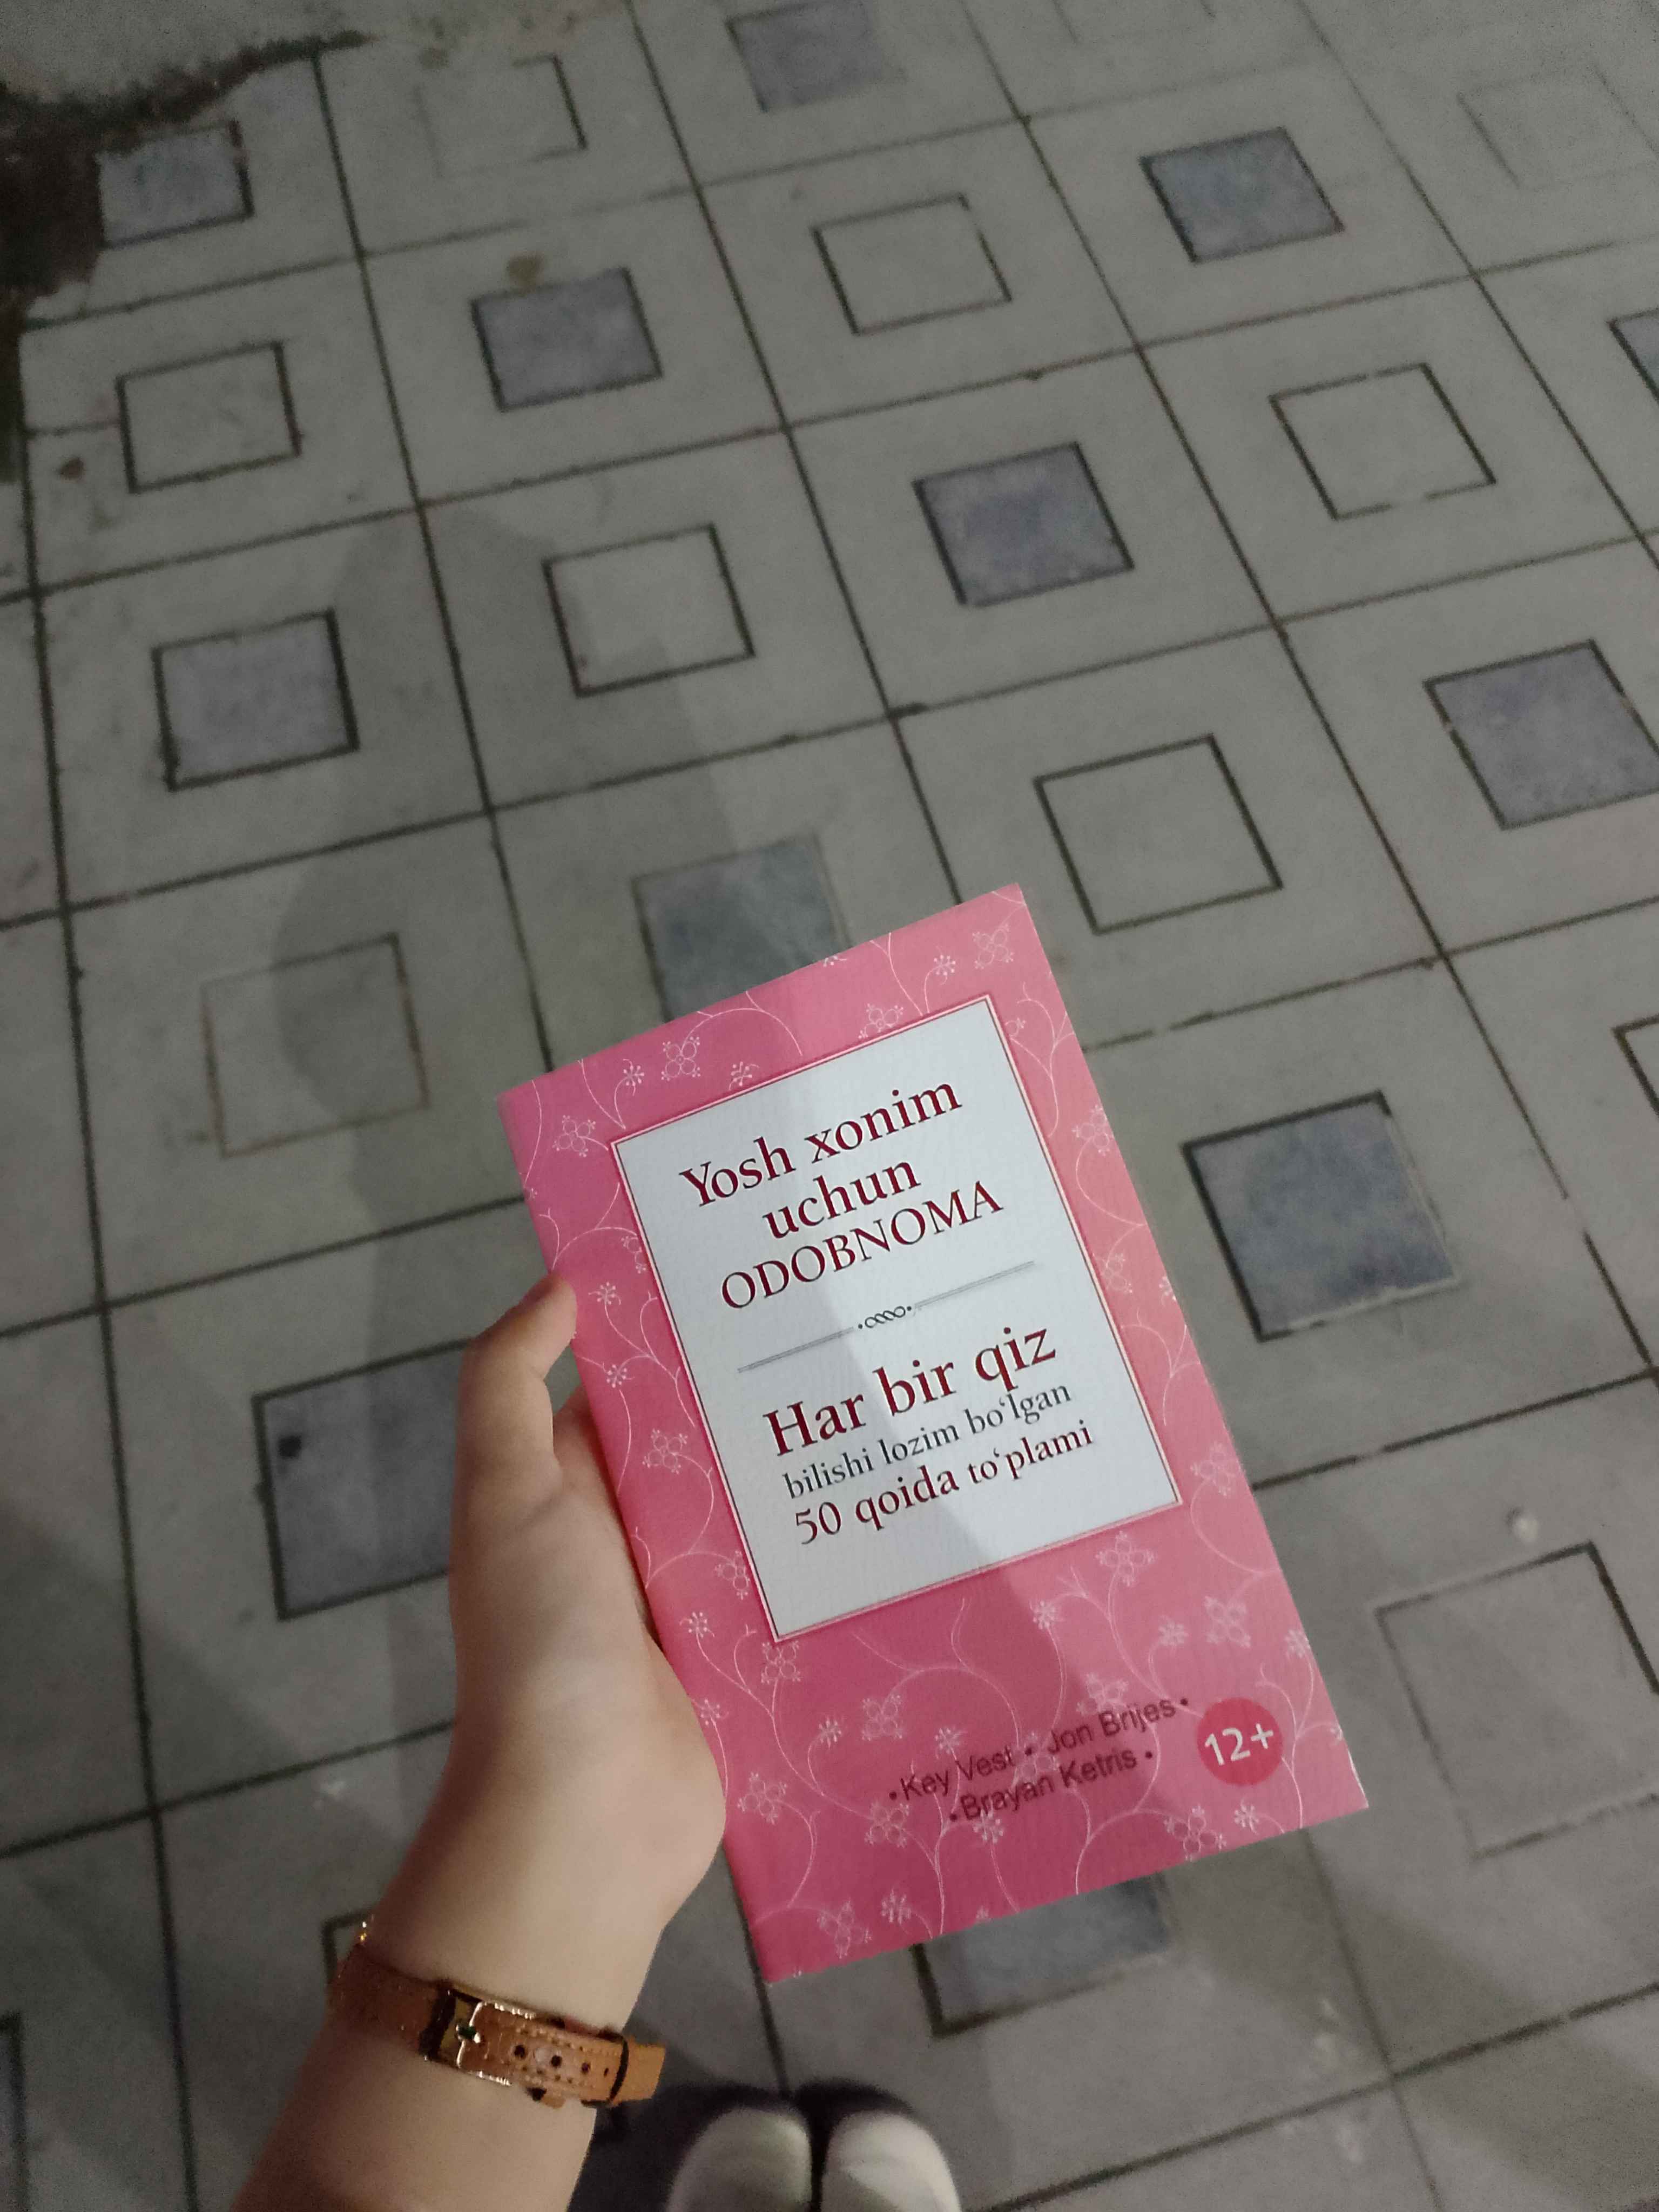 Yosh xonim
uchun
ODOBNOMA
Har bir qiz
bilishi lozim bo‘lgan
50 qoida to‘plami
• Key Vest • Jon Brijes •
• Brayan Ketris •
12+